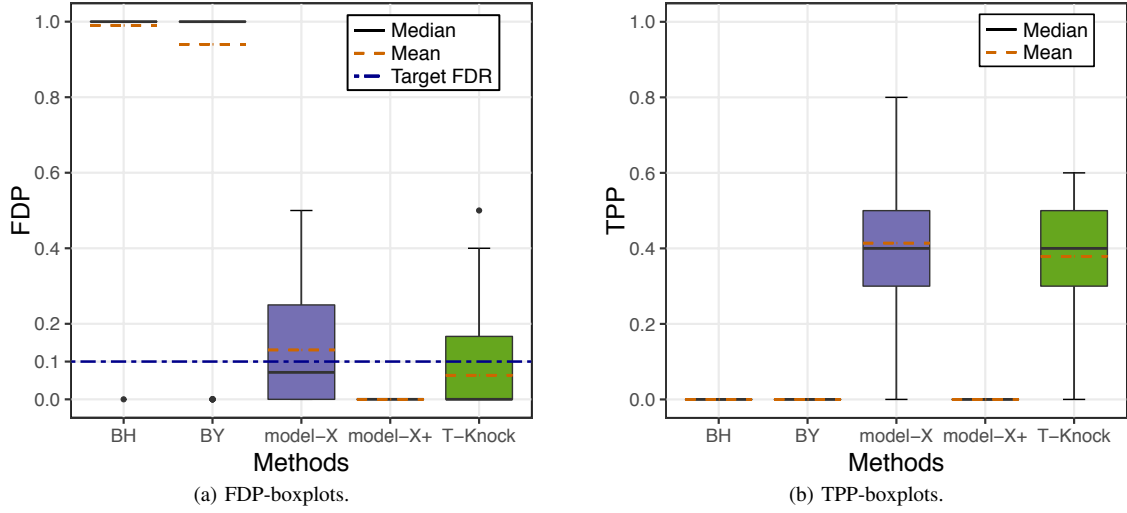 1.0
0.8
0.6
0.4
0.2
0.1
0.0
FDP
Median
Mean
Target FDR
BH BY model-X model-X+ T-Knock
Methods
(a) FDP-boxplots.
1.0
0.8
0.6
0.4
0.2
0.0
TPP
Median
Mean
BH BY model-X model-X+ T-Knock
Methods
(b) TPP-boxplots.